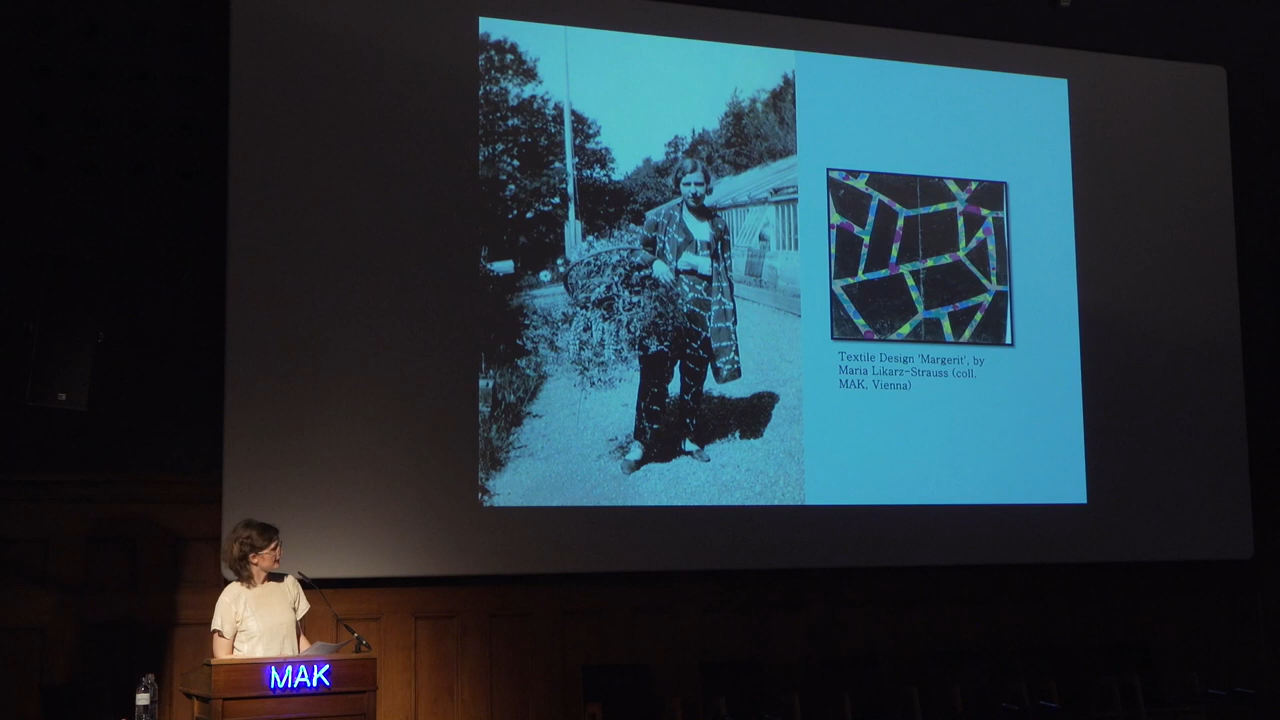 Textile Design 'Margerit', by
Maria Likarz-Strauss (coll.
MAK, Vienna)
MAK